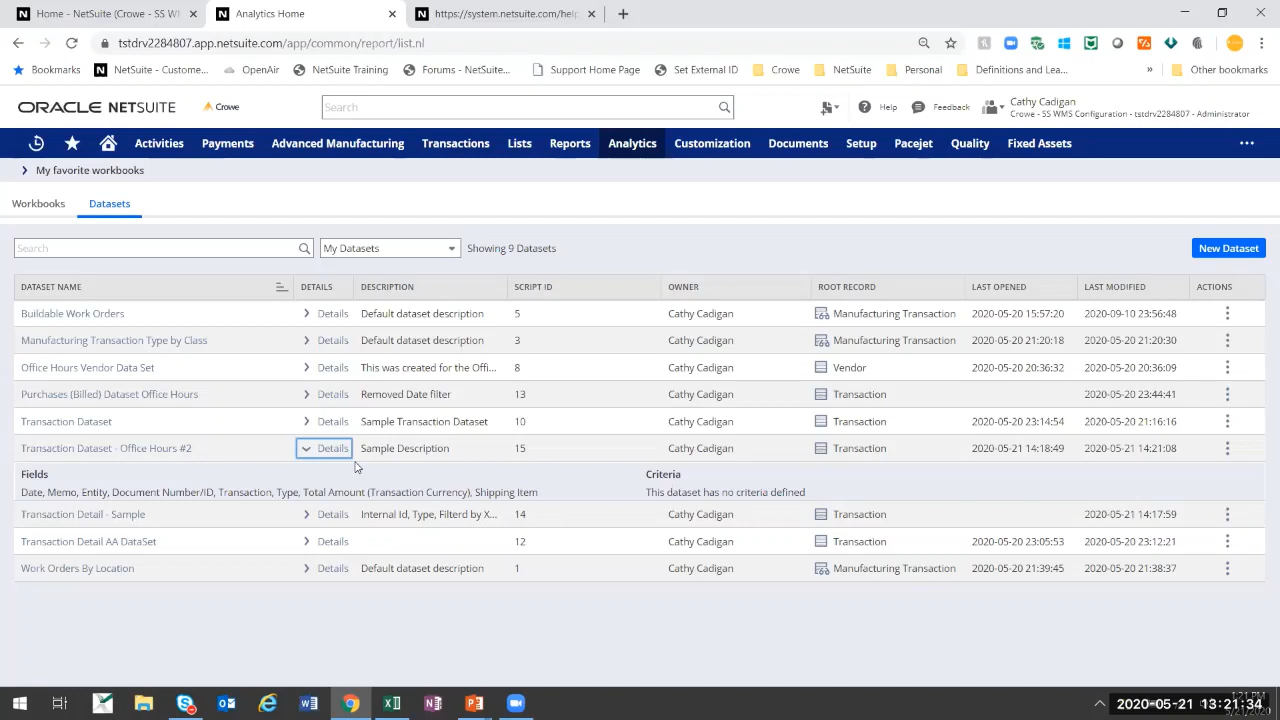 Home - NetSuite (Crowe - SS WM
Analytics Home
https://system.netsuite.com/help
tstdrv2284807.app.netsuite.com/app/common/report/list.nl
Bookmarks NetSuite - Custome... OpenAir NetSuite Training Forums - NetSuite... Support Home Page Set External ID Crowe NetSuite Personal Definitions and Lea... » Other bookmarks
ORACLE NETSUITE Crowe Search Help Feedback Cathy Cadigan
Crowe - SS WMS Configuration - tstdrv2284807 - Administrator
Activities Payments Advanced Manufacturing Transactions Lists Reports Analytics Customization Documents Setup Pacejet Quality Fixed Assets
My favorite workbooks
Workbooks Datasets
Search My Datasets Showing 9 Datasets New Dataset
DATASET NAME DETAILS DESCRIPTION SCRIPT ID OWNER ROOT RECORD LAST OPENED LAST MODIFIED ACTIONS
Buildable Work Orders Details Default dataset description 5 Cathy Cadigan Manufacturing Transaction 2020-05-20 15:57:20 2020-09-10 23:56:48
Manufacturing Transaction Type by Class Details Default dataset description 3 Cathy Cadigan Manufacturing Transaction 2020-05-20 21:20:18 2020-05-20 21:20:30
Office Hours Vendor Data Set Details This was created for the Offi... 8 Cathy Cadigan Vendor 2020-05-20 20:36:32 2020-05-20 20:36:09
Purchases (Billed) Dataset Office Hours Details Removed Date filter 13 Cathy Cadigan Transaction 2020-05-20 23:44:41
Transaction Dataset Details Sample Transaction Dataset 10 Cathy Cadigan Transaction 2020-05-20 23:14:54 2020-05-20 21:16:16
Transaction Dataset - Office Hours #2 Details Sample Description 15 Cathy Cadigan Transaction 2020-05-21 14:18:49 2020-05-21 14:21:08
Fields Criteria
Date, Memo, Entity, Document Number/ID, Transaction, Type, Total Amount (Transaction Currency), Shipping Item This dataset has no criteria defined
Transaction Detail - Sample Details Internal Id, Type, Filterd by X... 14 Cathy Cadigan Transaction 2020-05-21 14:17:59
Transaction Detail AA DataSet Details 12 Cathy Cadigan Transaction 2020-05-20 23:05:53 2020-05-20 23:12:21
Work Orders By Location Details Default dataset description 1 Cathy Cadigan Manufacturing Transaction 2020-05-20 21:39:45 2020-05-20 21:38:37
2020-05-21 13:21:34